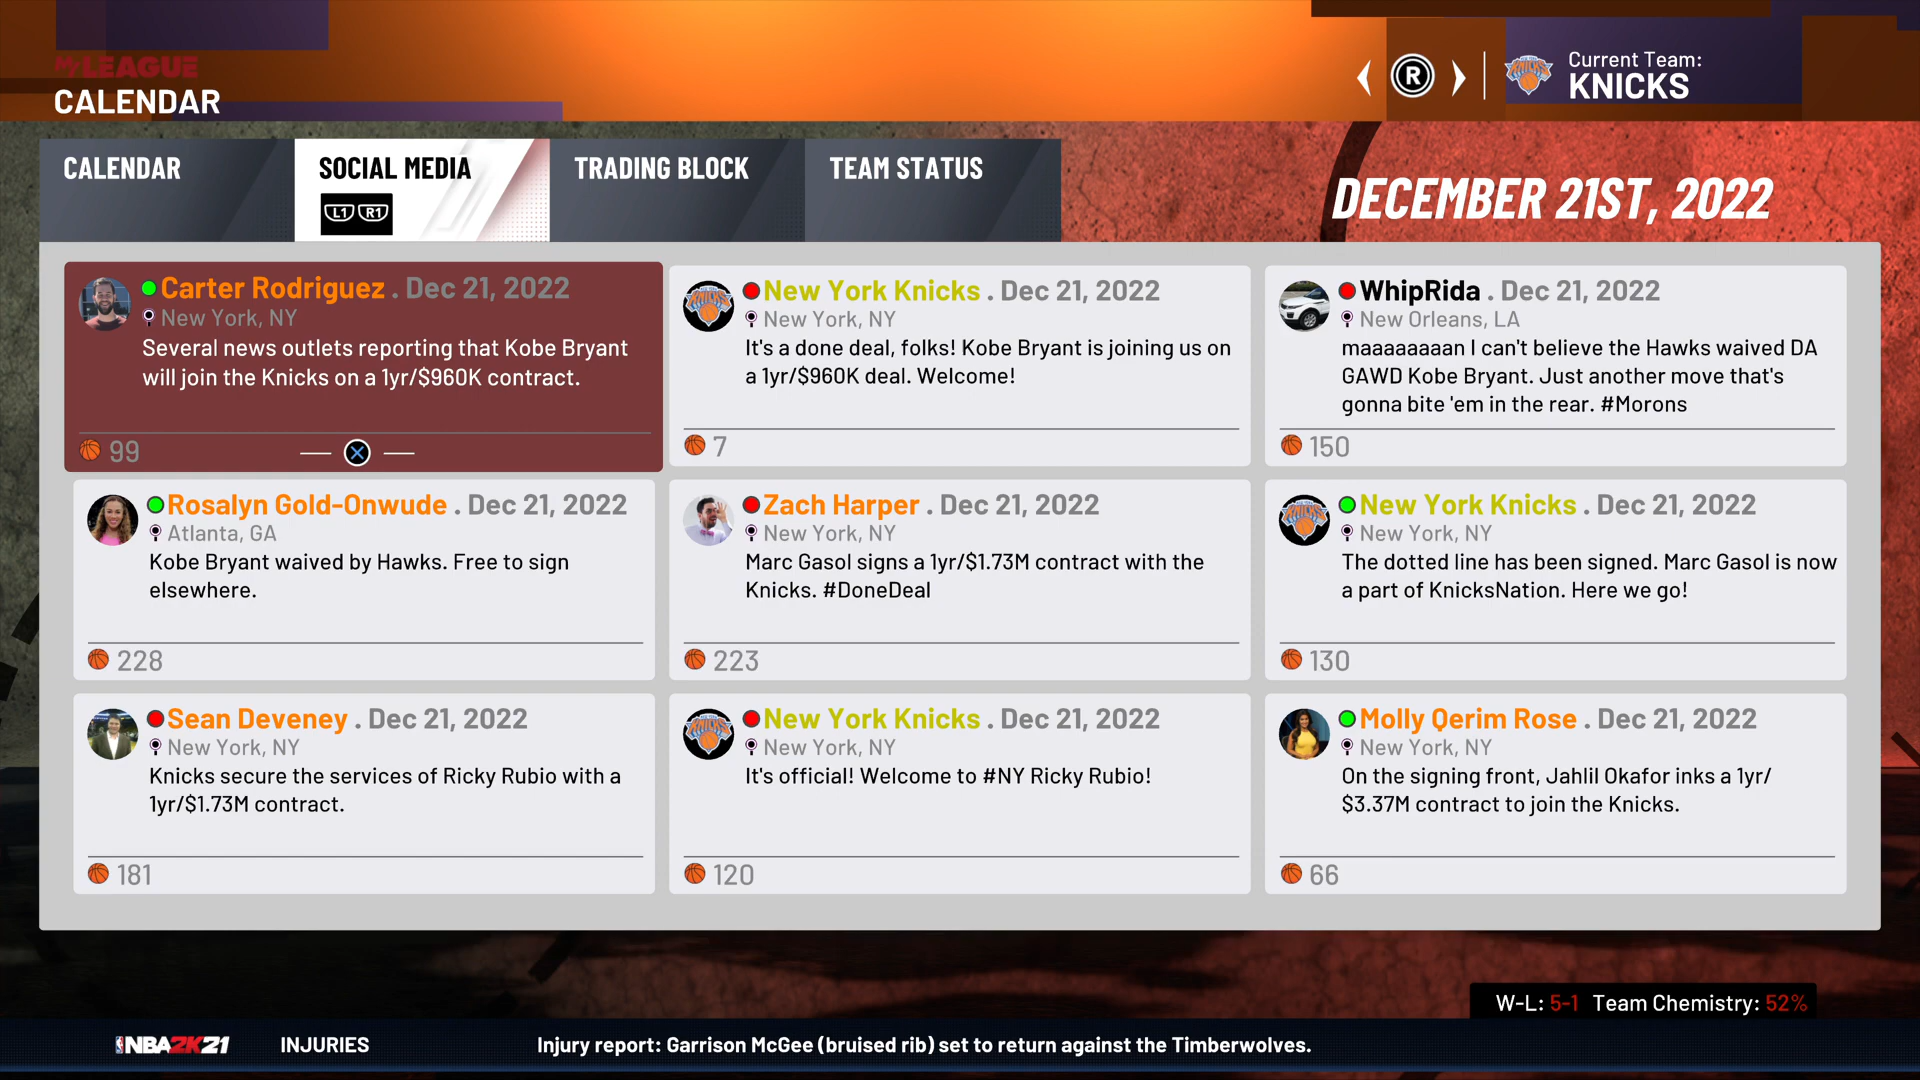 MyLEAGUE
CALENDAR
R
Current Team:
KNICKS
CALENDAR
SOCIAL MEDIA
L1 R1
TRADING BLOCK
TEAM STATUS
DECEMBER 21ST, 2022
Carter Rodriguez . Dec 21, 2022
New York, NY
Several news outlets reporting that Kobe Bryant
will join the Knicks on a 1yr/$960K contract.
99
New York Knicks . Dec 21, 2022
New York, NY
It's a done deal, folks! Kobe Bryant is joining us on
a 1yr/$960K deal. Welcome!
7
WhipRida . Dec 21, 2022
New Orleans, LA
maaaaaaaan I can't believe the Hawks waived DA
GAWD Kobe Bryant. Just another move that's
gonna bite 'em in the rear. #Morons
150
Rosalyn Gold-Onwude . Dec 21, 2022
Atlanta, GA
Kobe Bryant waived by Hawks. Free to sign
elsewhere.
228
Zach Harper . Dec 21, 2022
New York, NY
Marc Gasol signs a 1yr/$1.73M contract with the
Knicks. #DoneDeal
223
New York Knicks . Dec 21, 2022
New York, NY
The dotted line has been signed. Marc Gasol is now
a part of KnicksNation. Here we go!
130
Sean Deveney . Dec 21, 2022
New York, NY
Knicks secure the services of Ricky Rubio with a
1yr/$1.73M contract.
181
New York Knicks . Dec 21, 2022
New York, NY
It's official! Welcome to #NY Ricky Rubio!
120
Molly Qerim Rose . Dec 21, 2022
New York, NY
On the signing front, Jahlil Okafor inks a 1yr/
$3.37M contract to join the Knicks.
66
W-L: 5-1 Team Chemistry: 52%
NBA2K21
INJURIES
Injury report: Garrison McGee (bruised rib) set to return against the Timberwolves.